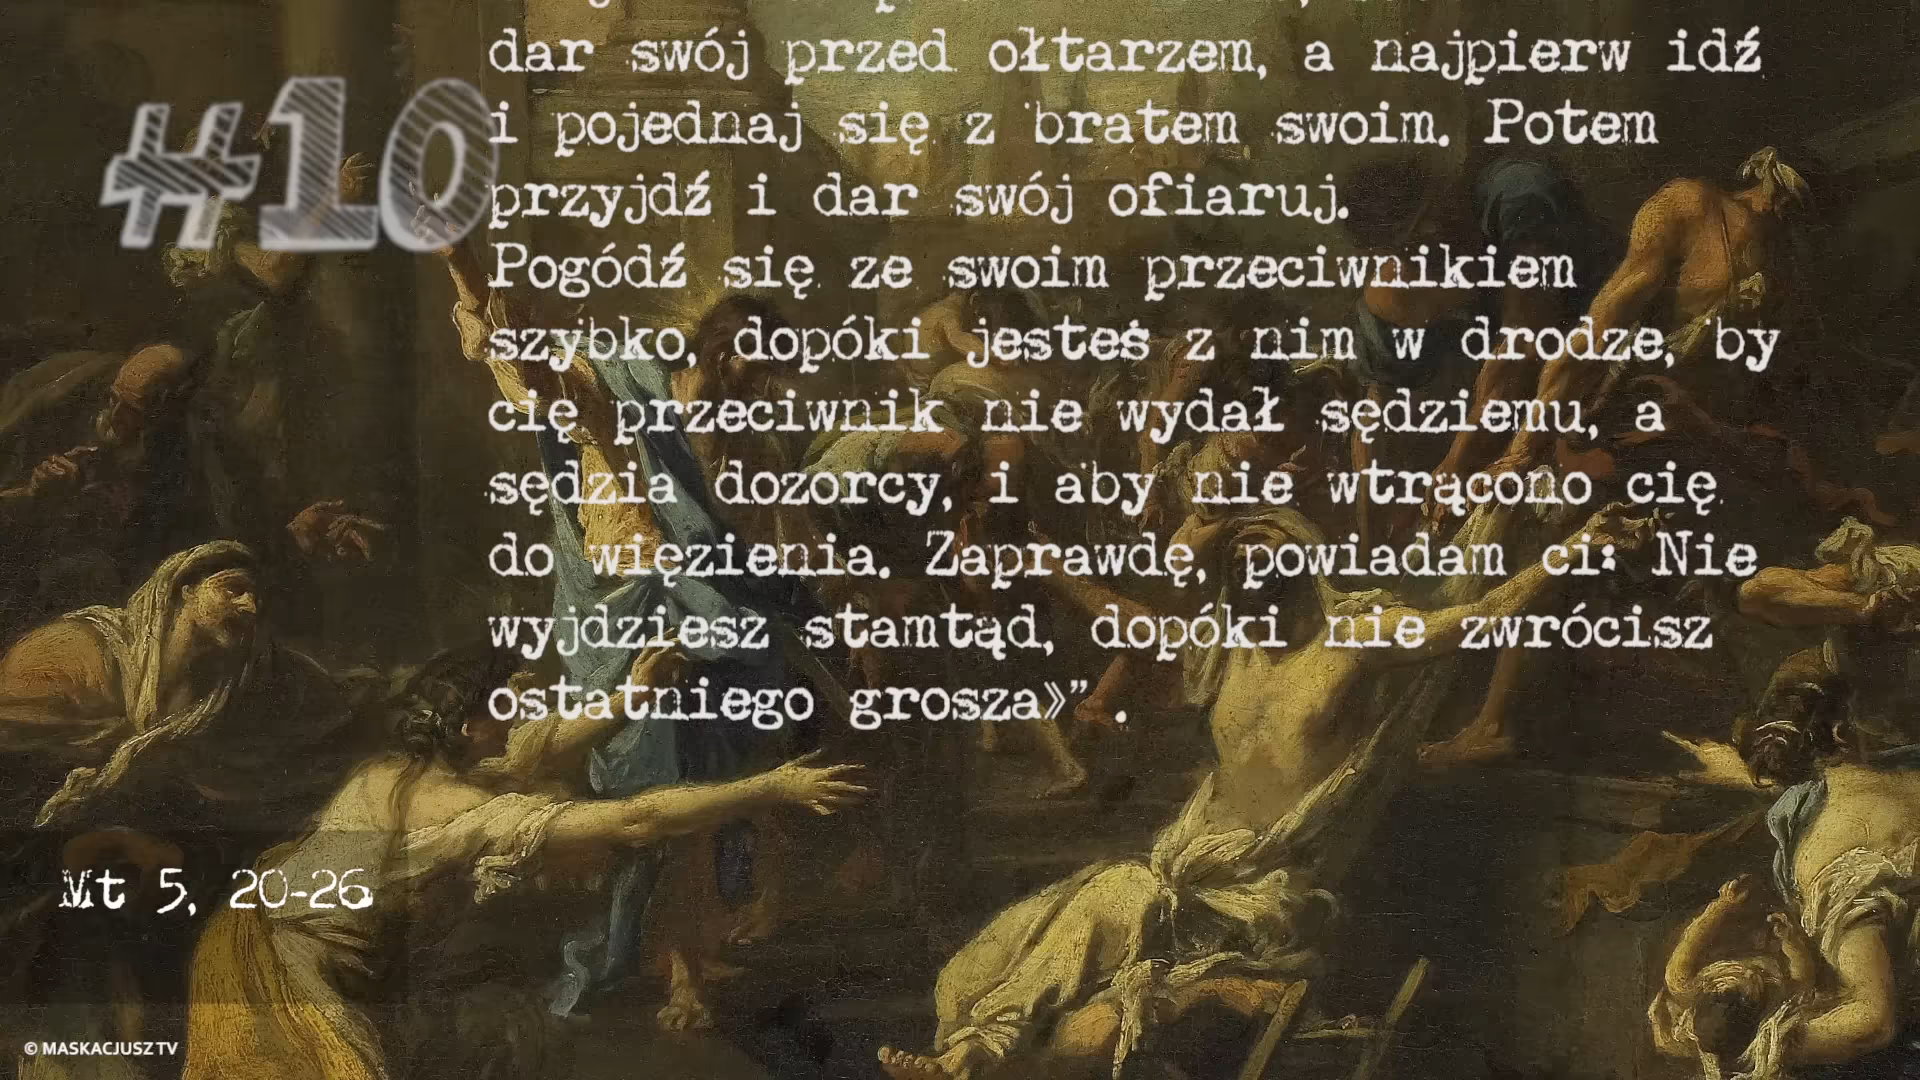 #10
dar swój przed ołtarzem, a najpierw idź
i pojednaj się z bratem swoim. Potem
przyjdź i dar swój ofiaruj.
Pogódź się ze swoim przeciwnikiem
szybko, dopóki jesteś z nim w drodze, by
cię przeciwnik nie wydał sędziemu, a
sędzia dozorcy, i aby nie wtrącono cię
do więzienia. Zaprawdę, powiadam ci: Nie
wyjdziesz stamtąd, dopóki nie zwrócisz
ostatniego grosza»” .
Mt 5, 20-26
© MASKACJUSZ TV